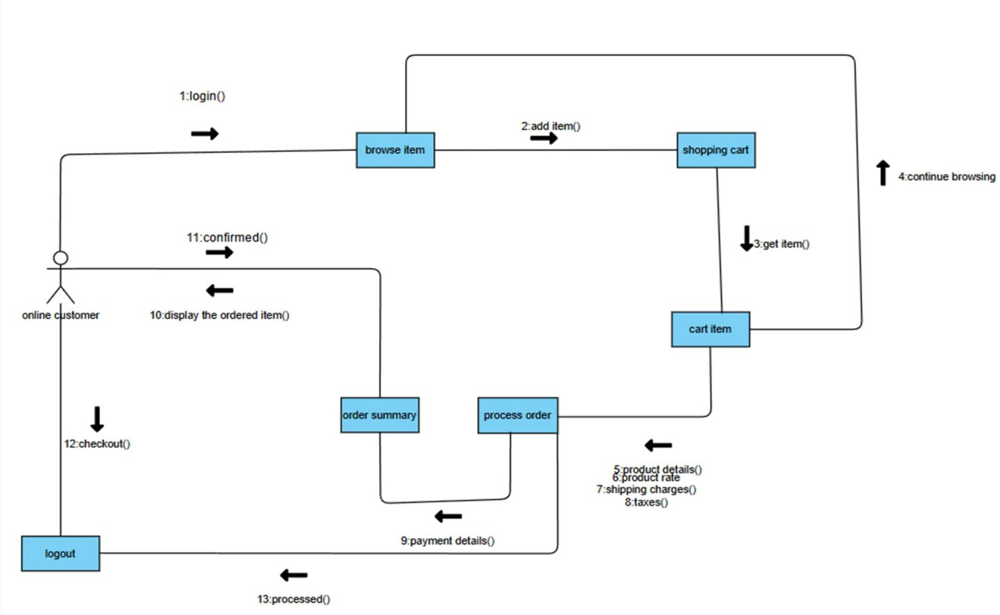 1:login()
2:add item()
browse item
shopping cart
4:continue browsing
11:confirmed()
3:get item()
online customer
10:display the ordered item()
cart item
order summary
process order
12:checkout()
5:product details()
6:product rate
7:shipping charges()
8:taxes()
9:payment details()
logout
13:processed()